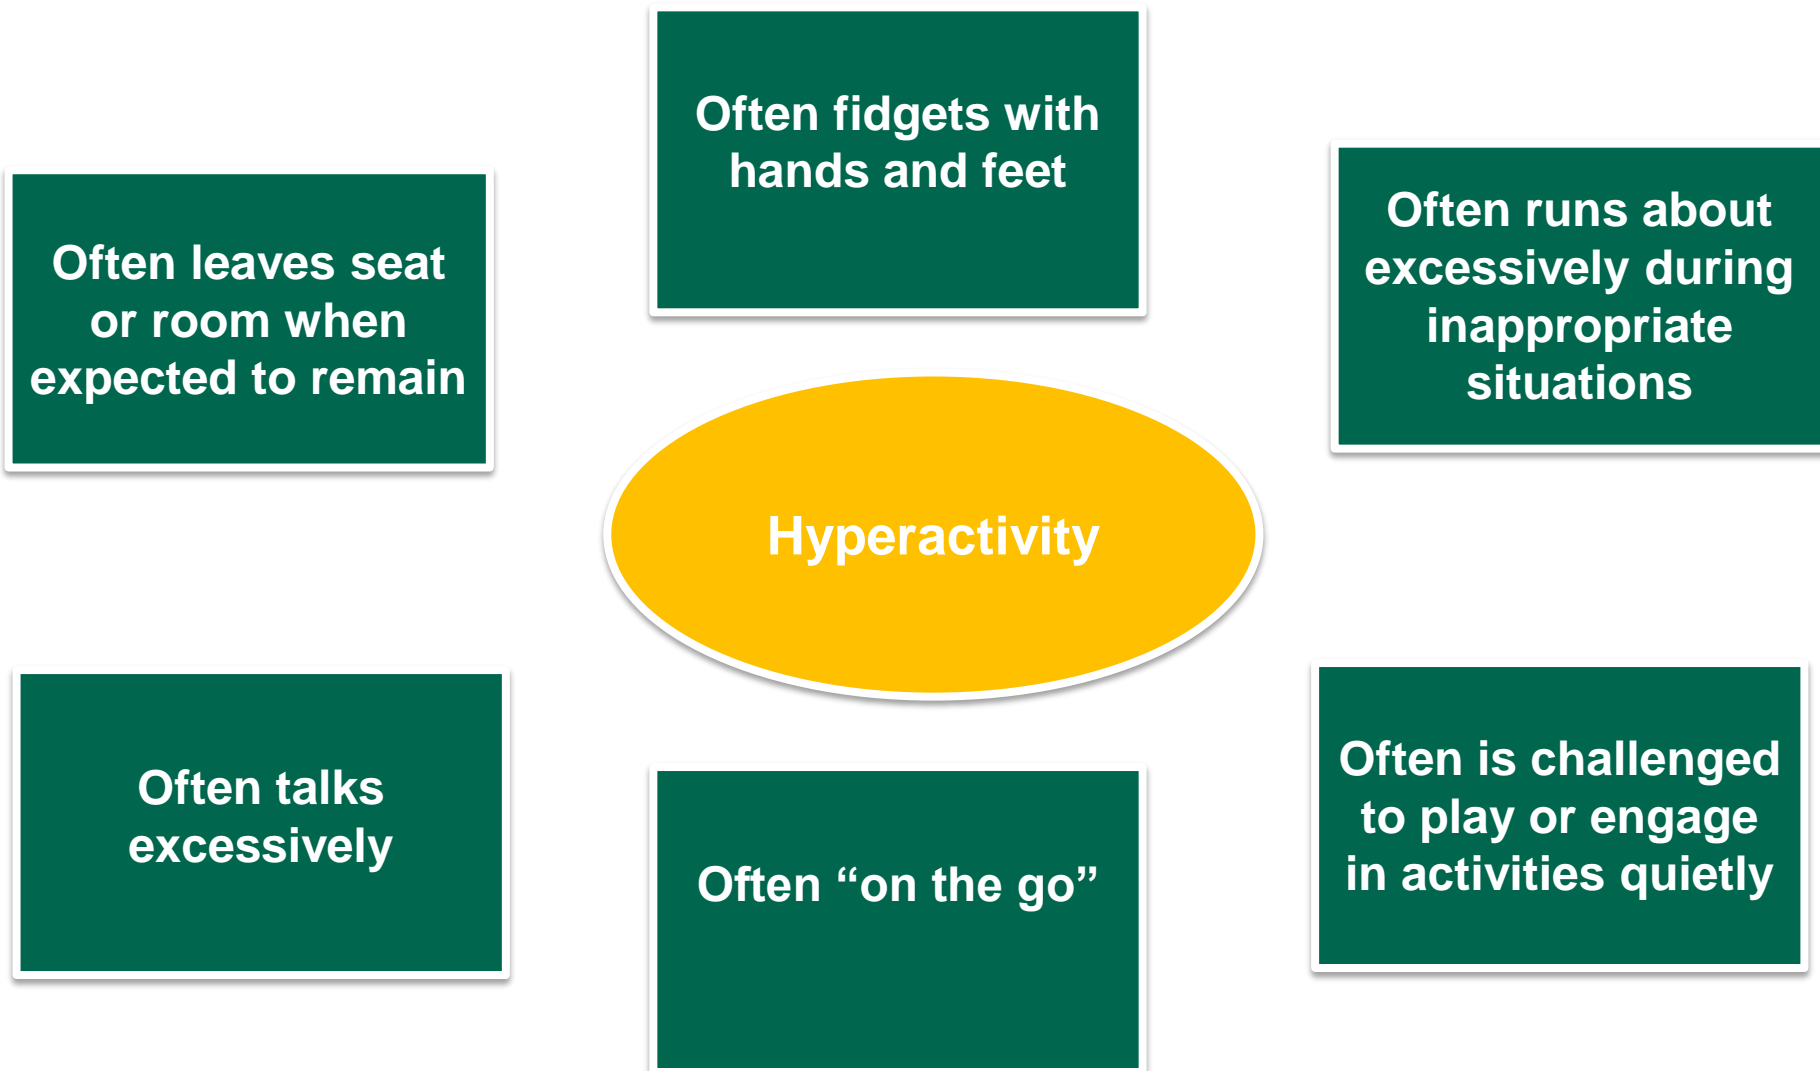 Often fidgets with
hands and feet
Often leaves seat
or room when
expected to remain
Often runs about
excessively during
inappropriate
situations
Hyperactivity
Often talks
excessively
Often “on the go”
Often is challenged
to play or engage
in activities quietly